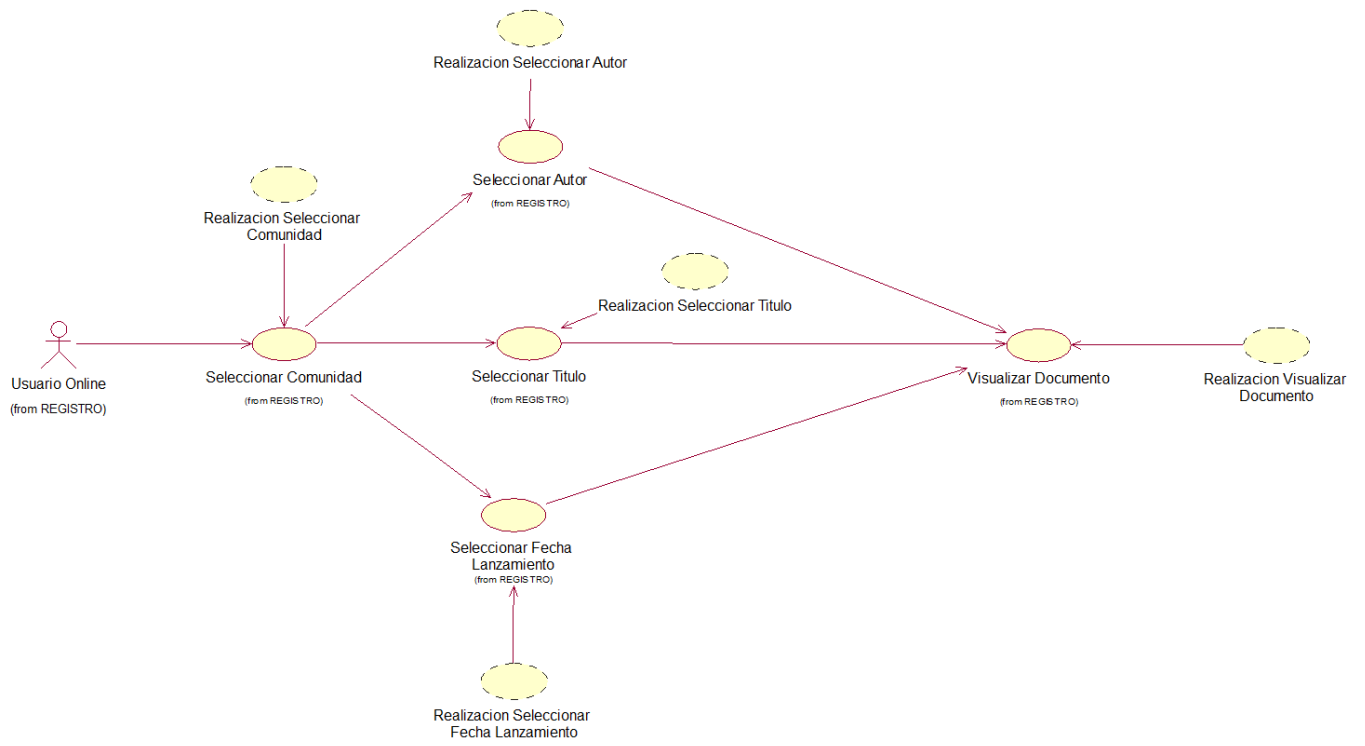 Realizacion Seleccionar Autor
Seleccionar Autor
(from REGISTRO)
Realizacion Seleccionar
Comunidad
Realizacion Seleccionar Titulo
Usuario Online
(from REGISTRO)
Seleccionar Comunidad
(from REGISTRO)
Seleccionar Titulo
(from REGISTRO)
Visualizar Documento
(from REGISTRO)
Realizacion Visualizar
Documento
Seleccionar Fecha
Lanzamiento
(from REGISTRO)
Realizacion Seleccionar
Fecha Lanzamiento